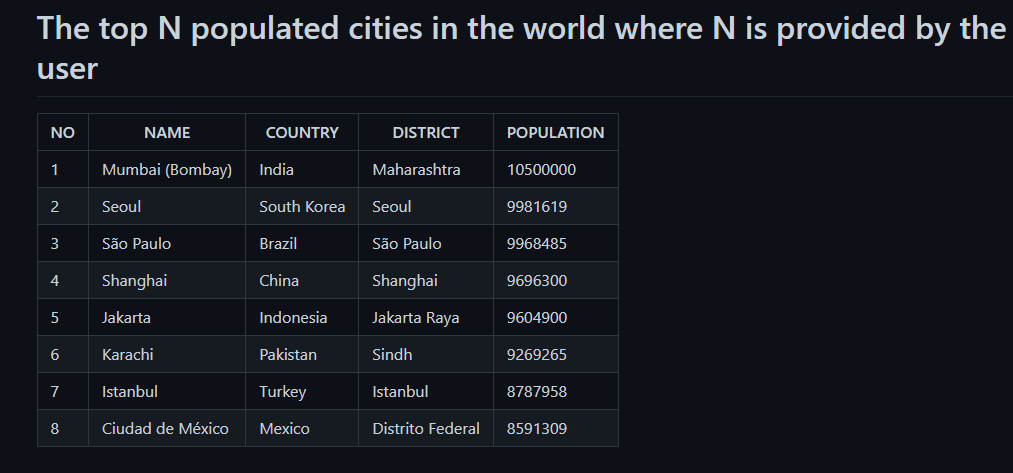 The top N populated cities in the world where N is provided by the
user
NO NAME COUNTRY DISTRICT POPULATION
1 Mumbai (Bombay) India Maharashtra 10500000
2 Seoul South Korea Seoul 9981619
3 São Paulo Brazil São Paulo 9968485
4 Shanghai China Shanghai 9696300
5 Jakarta Indonesia Jakarta Raya 9604900
6 Karachi Pakistan Sindh 9269265
7 Istanbul Turkey Istanbul 8787958
8 Ciudad de México Mexico Distrito Federal 8591309